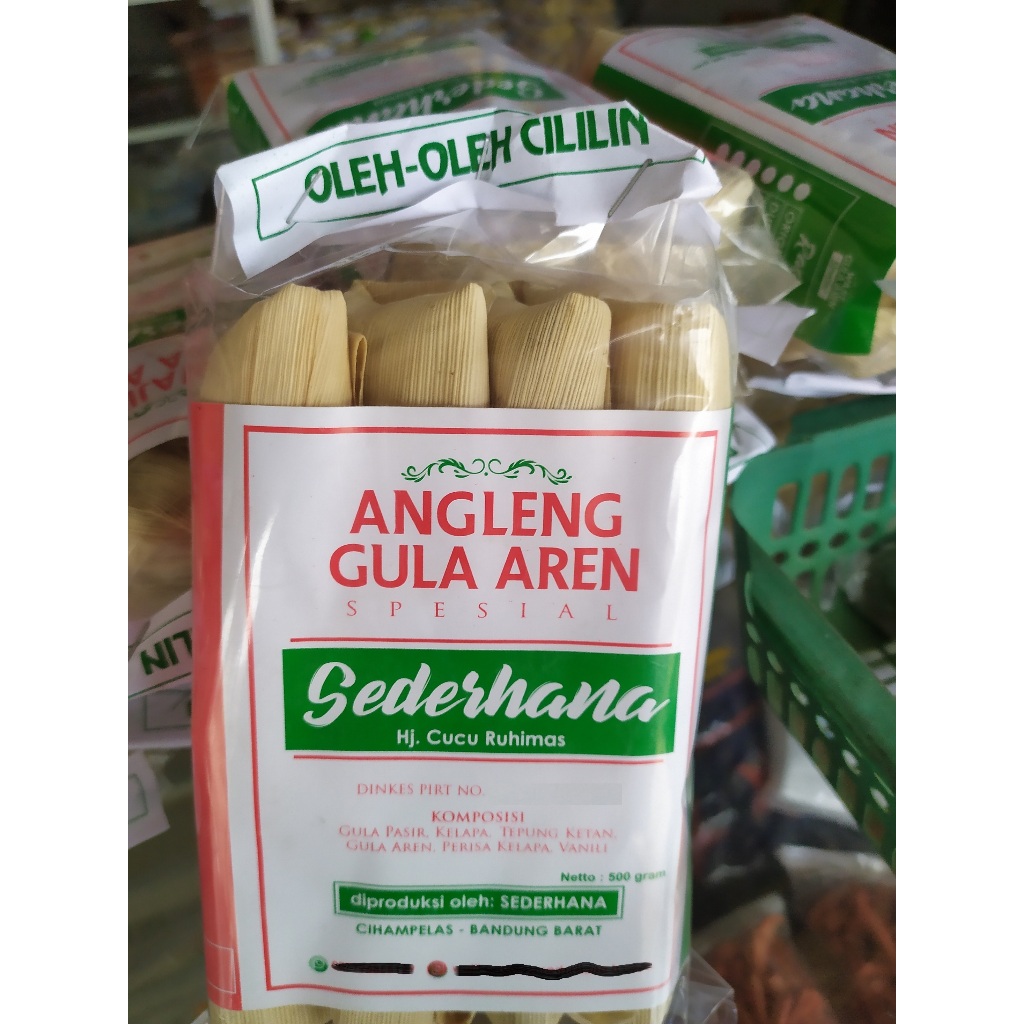 Sederhana
OLEH-OLEH CILILIN
ANGLENG
GULA AREN
SPESIAL
Sederhana
Hj. Cucu Ruhimas
DINKES PIRT NO.
KOMPOSISI
GULA PASIR, KELAPA, TEPUNG KETAN,
GULA AREN, PERISA KELAPA, VANILI
Netto : 500 gram
diproduksi oleh: SEDERHANA
CIHAMPELAS - BANDUNG BARAT